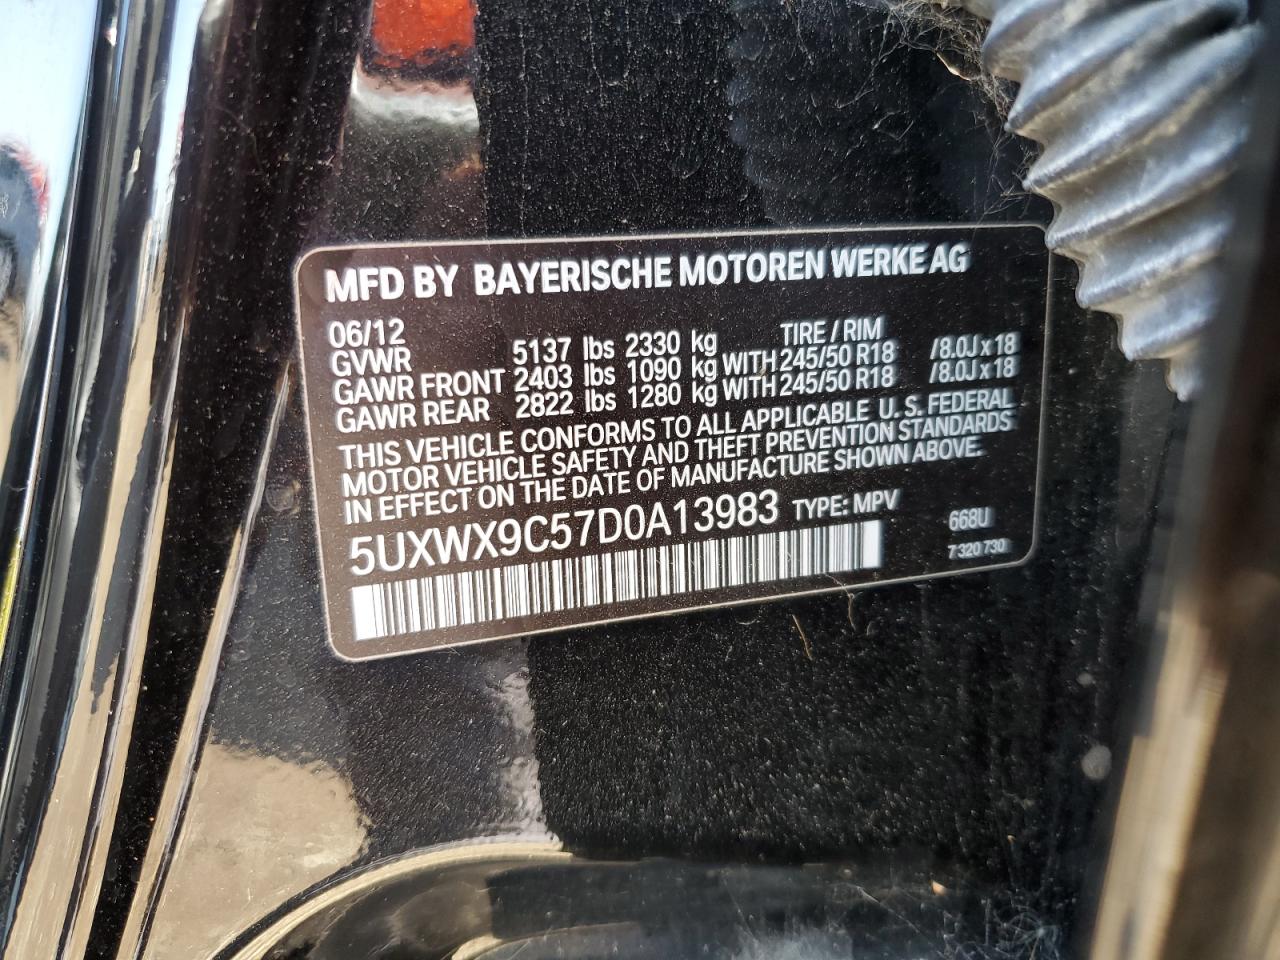 MFD BY BAYERISCHE MOTOREN WERKE AG
06/12 TIRE / RIM
GVWR 5137 lbs 2330 kg
GAWR FRONT 2403 lbs 1090 kg WITH 245/50 R18 /8.0J x 18
GAWR REAR 2822 lbs 1280 kg WITH 245/50 R18 /8.0J x 18
THIS VEHICLE CONFORMS TO ALL APPLICABLE U. S. FEDERAL
MOTOR VEHICLE SAFETY AND THEFT PREVENTION STANDARDS
IN EFFECT ON THE DATE OF MANUFACTURE SHOWN ABOVE.
5UXWX9C57D0A13983 TYPE: MPV 668U
7 320 730